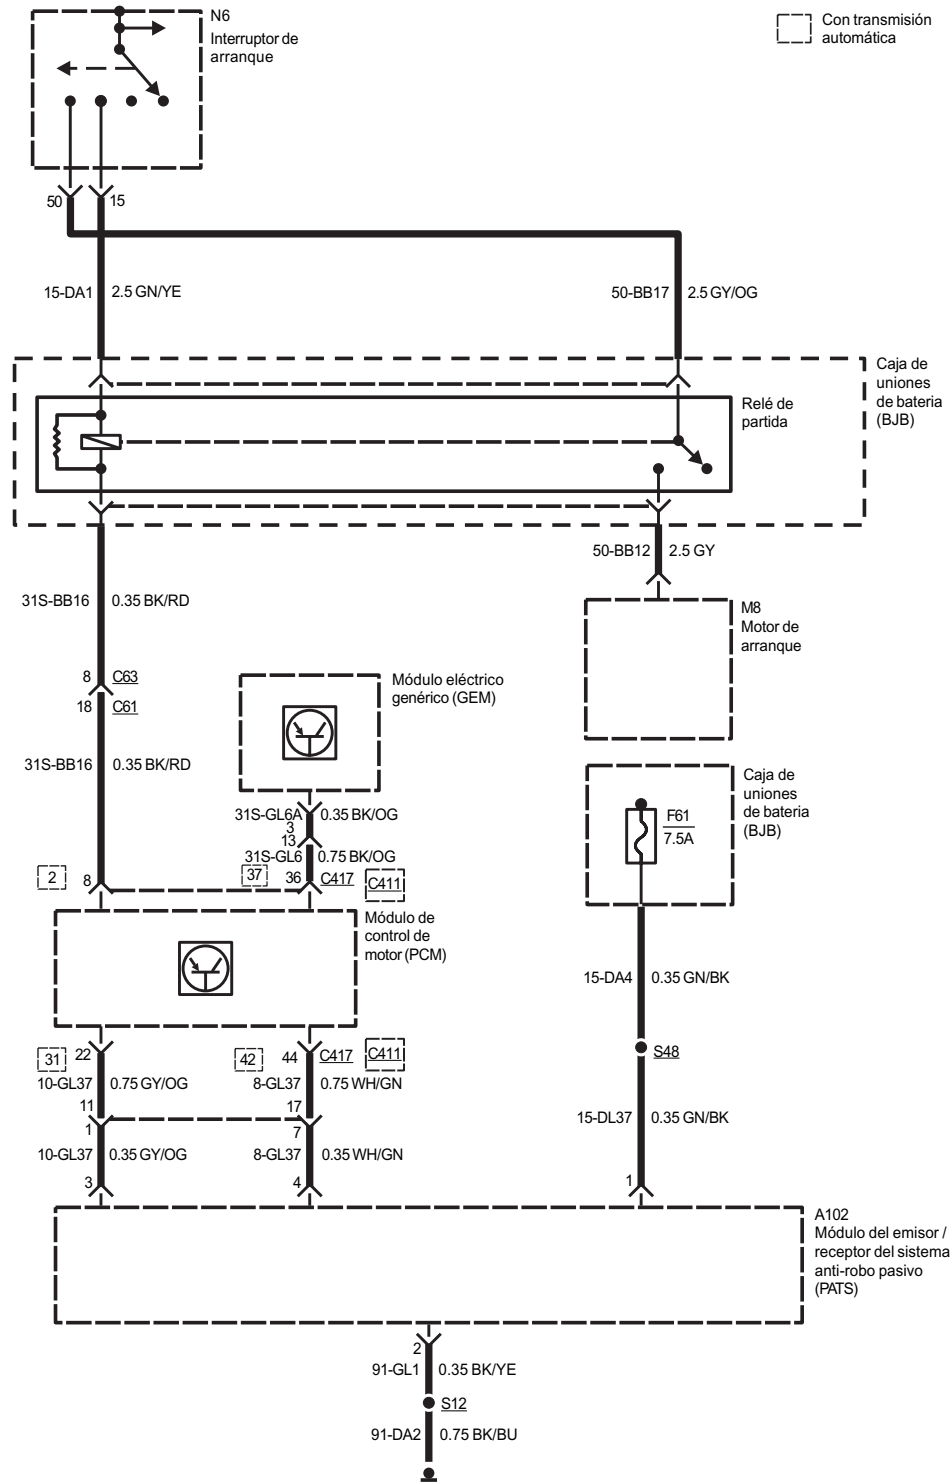 N6
Interruptor de
arranque
Con transmisión
automática
50
15
15-DA1
2.5 GN/YE
50-BB17
2.5 GY/OG
Caja de
uniones
de bateria
(BJB)
Relé de
partida
50-BB12
2.5 GY
31S-BB16
0.35 BK/RD
M8
Motor de
arranque
8
C63
18
C61
Módulo eléctrico
genérico (GEM)
31S-BB16
0.35 BK/RD
Caja de
uniones
de bateria
(BJB)
F61
7.5A
31S-GL6A
0.35 BK/OG
3
13
31S-GL6
0.75 BK/OG
2
8
37
36
C417
C411
Módulo de
control de
motor (PCM)
15-DA4
0.35 GN/BK
31
22
42
44
C417
C411
S48
10-GL37
0.75 GY/OG
8-GL37
0.75 WH/GN
11
17
15-DL37
0.35 GN/BK
1
7
10-GL37
0.35 GY/OG
8-GL37
0.35 WH/GN
3
4
1
A102
Módulo del emisor /
receptor del sistema
anti-robo pasivo
(PATS)
2
91-GL1
0.35 BK/YE
S12
91-DA2
0.75 BK/BU